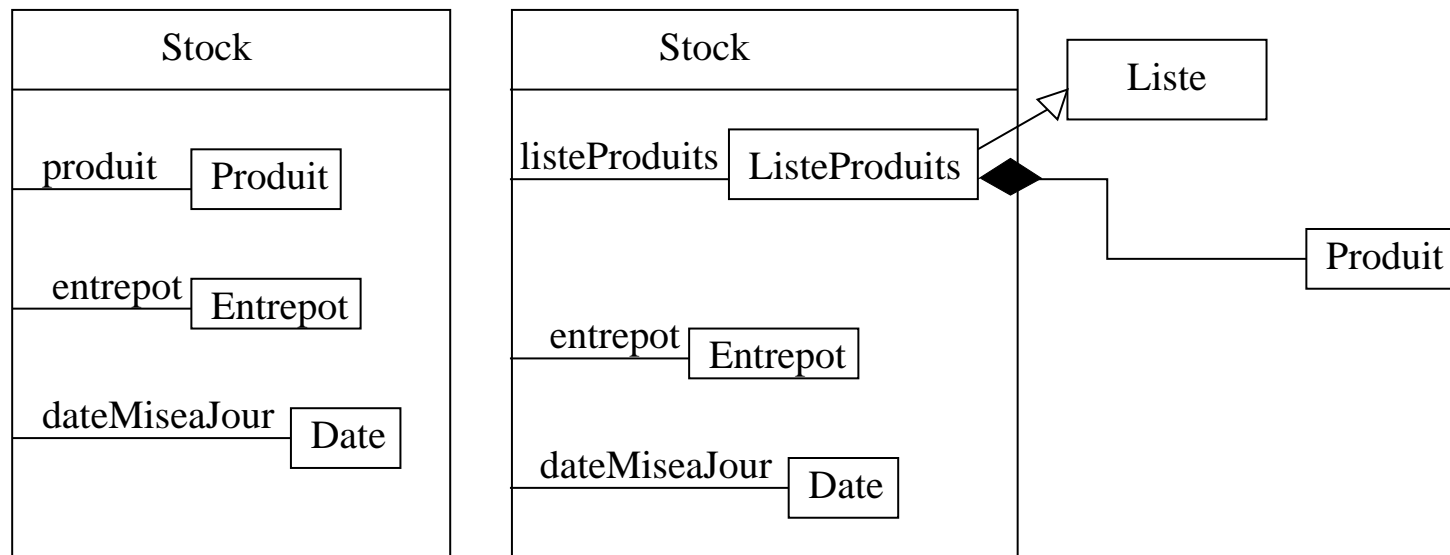 Stock
produit
Produit
entrepot
Entrepot
dateMiseaJour
Date
Stock
listeProduits
ListeProduits
Liste
Produit
entrepot
Entrepot
dateMiseaJour
Date